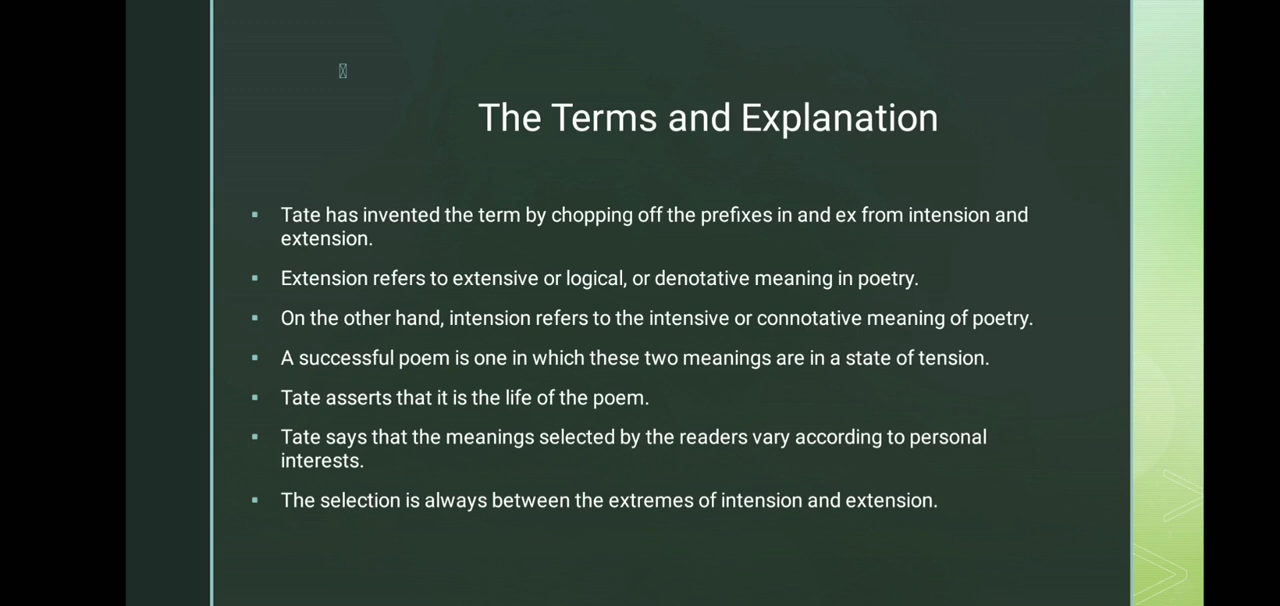 The Terms and Explanation
▪ Tate has invented the term by chopping off the prefixes in and ex from intension and
extension.
▪ Extension refers to extensive or logical, or denotative meaning in poetry.
▪ On the other hand, intension refers to the intensive or connotative meaning of poetry.
▪ A successful poem is one in which these two meanings are in a state of tension.
▪ Tate asserts that it is the life of the poem.
▪ Tate says that the meanings selected by the readers vary according to personal
interests.
▪ The selection is always between the extremes of intension and extension.